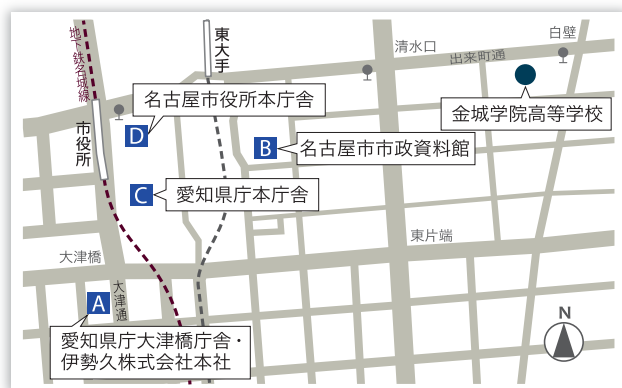 地下鉄名城線
東大手
清水口
白壁
出来町通
名古屋市役所本庁舎
金城学院高等学校
市役所
D
B
名古屋市市政資料館
C
愛知県庁本庁舎
東片端
大津橋
大津通
A
愛知県庁大津橋庁舎・
伊勢久株式会社本社
N